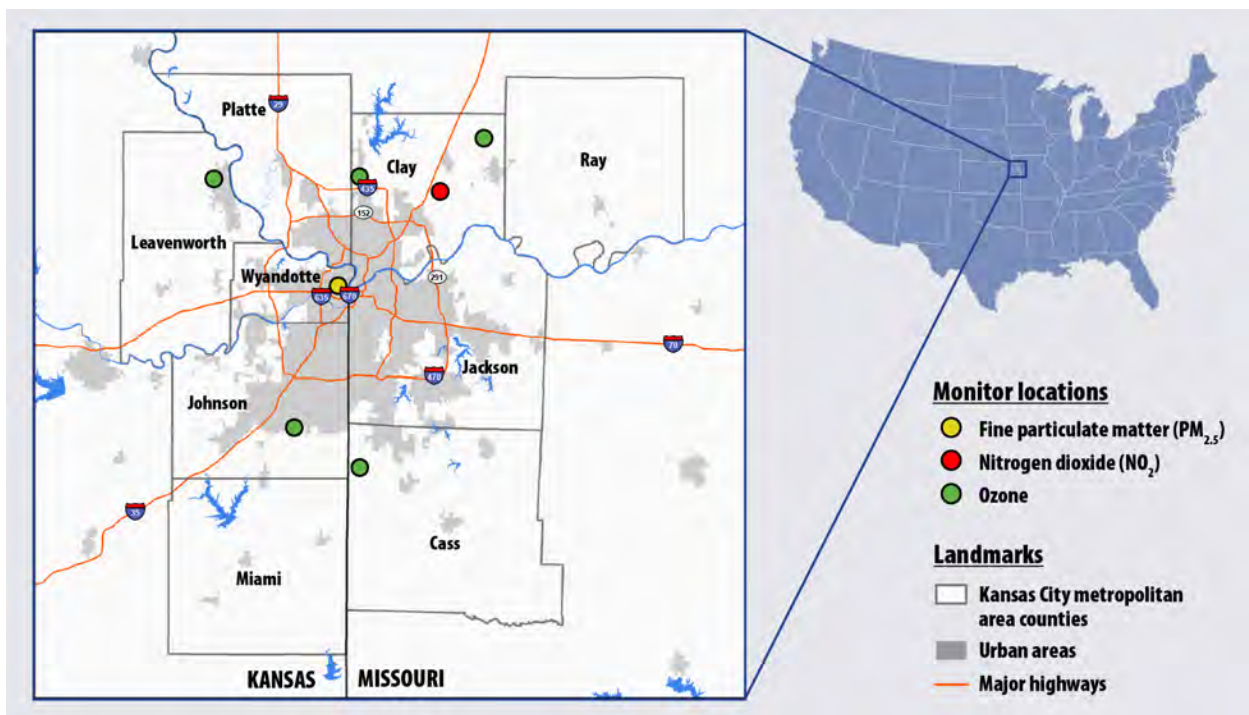 Platte
29
Clay
Ray
435
152
Leavenworth
Wyandotte
291
635
670
70
Jackson
470
Johnson
35
Cass
Miami
KANSAS
MISSOURI
Monitor locations
Fine particulate matter (PM2.5)
Nitrogen dioxide (NO2)
Ozone
Landmarks
Kansas City metropolitan
area counties
Urban areas
Major highways